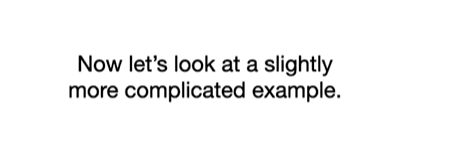 Now let’s look at a slightly
more complicated example.